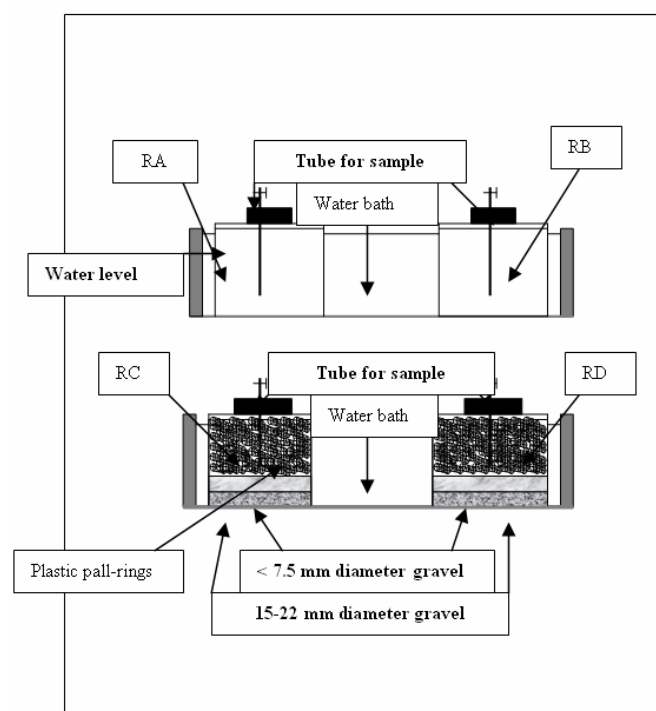 RA
Tube for sample
RB
Water bath
Water level
RC
Tube for sample
RD
Water bath
Plastic pall-rings
< 7.5 mm diameter gravel
15-22 mm diameter gravel